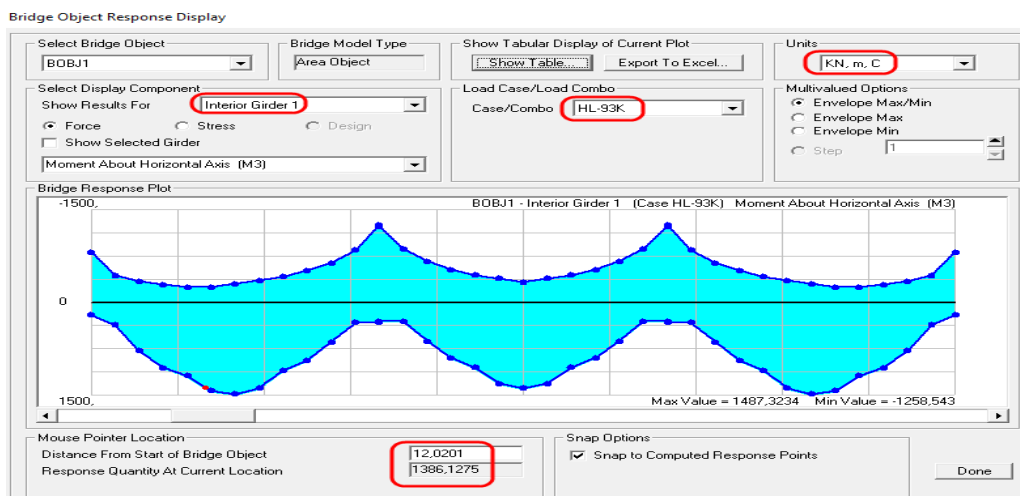 Bridge Object Response Display
Select Bridge Object
BOBJ1
Bridge Model Type
Area Object
Show Tabular Display of Current Plot
Show Table...
Export To Excel...
Units
KN, m, C
Select Display Component
Show Results For
Interior Girder 1
Force
Stress
Design
Show Selected Girder
Moment About Horizontal Axis (M3)
Load Case/Load Combo
Case/Combo
HL-93K
Multivalued Options
Envelope Max/Min
Envelope Max
Envelope Min
Step
1
Bridge Response Plot
-1500,
BOBJ1 - Interior Girder 1 (Case HL-93K) Moment About Horizontal Axis (M3)
0
1500,
Max Value = 1487,3234 Min Value = -1258,543
Mouse Pointer Location
Distance From Start of Bridge Object
12,0201
Response Quantity At Current Location
1386,1275
Snap Options
Snap to Computed Response Points
Done